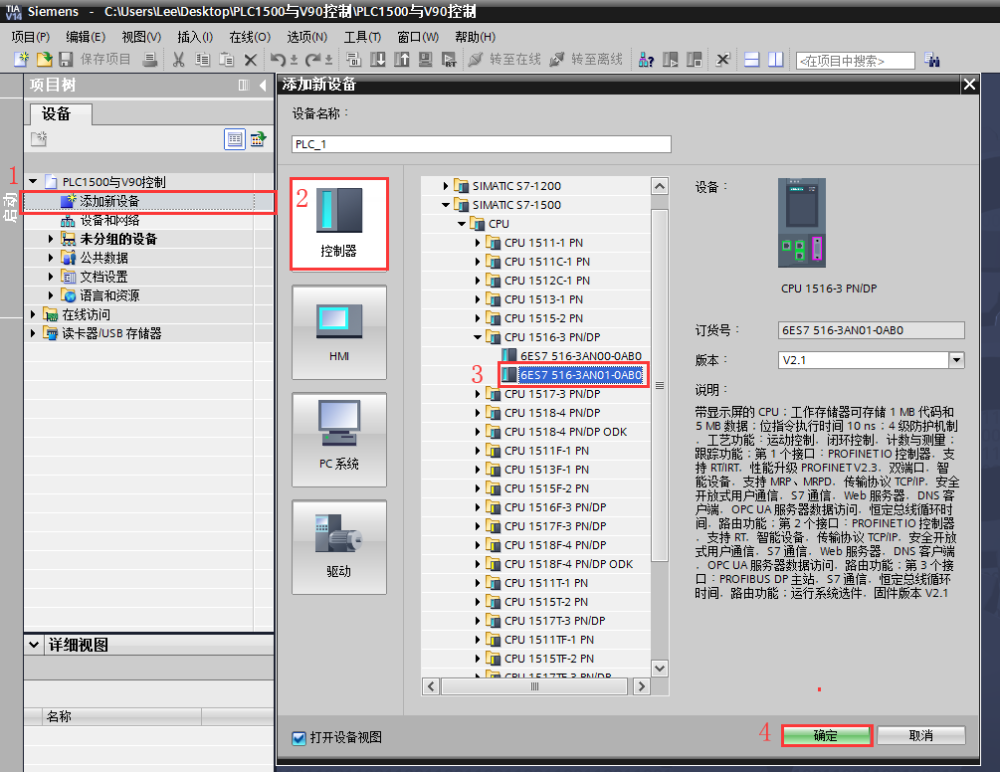 TIA V14 Siemens - C:\Users\Lee\Desktop\PLC1500与V90控制\PLC1500与V90控制
项目(P) 编辑(E) 视图(V) 插入(I) 在线(O) 选项(N) 工具(T) 窗口(W) 帮助(H)
保存项目 转至在线 转至离线 <在项目中搜索>
项目树
设备
启动
1
PLC1500与V90控制
添加新设备
设备和网络
未分组的设备
公共数据
文档设置
语言和资源
在线访问
读卡器/USB 存储器
详细视图
名称
添加新设备
设备名称：
PLC_1
2
控制器
HMI
PC 系统
驱动
SIMATIC S7-1200
SIMATIC S7-1500
CPU
CPU 1511-1 PN
CPU 1511C-1 PN
CPU 1512C-1 PN
CPU 1513-1 PN
CPU 1515-2 PN
CPU 1516-3 PN/DP
6ES7 516-3AN00-0AB0
3
6ES7 516-3AN01-0AB0
CPU 1517-3 PN/DP
CPU 1518-4 PN/DP
CPU 1518-4 PN/DP ODK
CPU 1511F-1 PN
CPU 1513F-1 PN
CPU 1515F-2 PN
CPU 1516F-3 PN/DP
CPU 1517F-3 PN/DP
CPU 1518F-4 PN/DP
CPU 1518F-4 PN/DP ODK
CPU 1511T-1 PN
CPU 1515T-2 PN
CPU 1517T-3 PN/DP
CPU 1511TF-1 PN
CPU 1515TF-2 PN
CPU 1517TF-3 PN/DP
设备：
CPU 1516-3 PN/DP
订货号：
6ES7 516-3AN01-0AB0
版本：
V2.1
说明：
带显示屏的 CPU；工作存储器可存储 1 MB 代码和
5 MB 数据；位指令执行时间 10 ns；4 级防护机制
，工艺功能：运动控制，闭环控制，计数与测量；
跟踪功能；第 1 个接口：PROFINET IO 控制器，支
持 RT/IRT，性能升级 PROFINET V2.3，双端口，智
能设备，支持 MRP、MRPD，传输协议 TCP/IP，安全
开放式用户通信，S7 通信，Web 服务器，DNS 客
户端，OPC UA 服务器数据访问，恒定总线循环时
间，路由功能；第 2 个接口：PROFINET IO 控制器
，支持 RT，智能设备，传输协议 TCP/IP，安全开放
式用户通信，S7 通信，Web 服务器，DNS 客户端
，OPC UA 服务器数据访问，路由功能；第 3 个接
口：PROFIBUS DP 主站，S7 通信，恒定总线循环
时间，路由功能；运行系统选件，固件版本 V2.1
打开设备视图
4
确定
取消